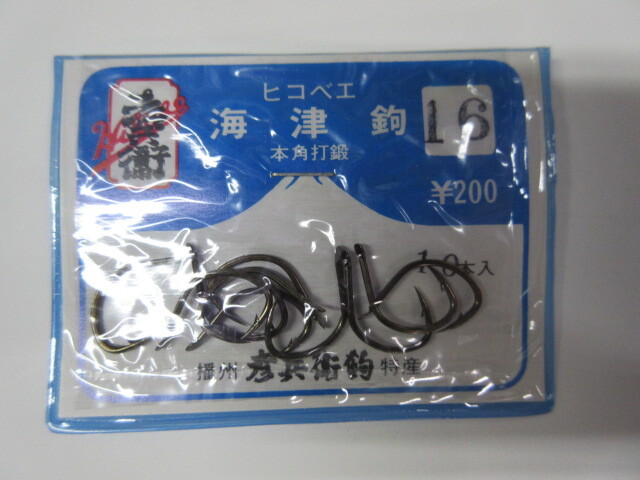 ヒコベエ
海津鈎
16
本角打鍛
¥200
10本入
播州 彦兵衛鈎 特産